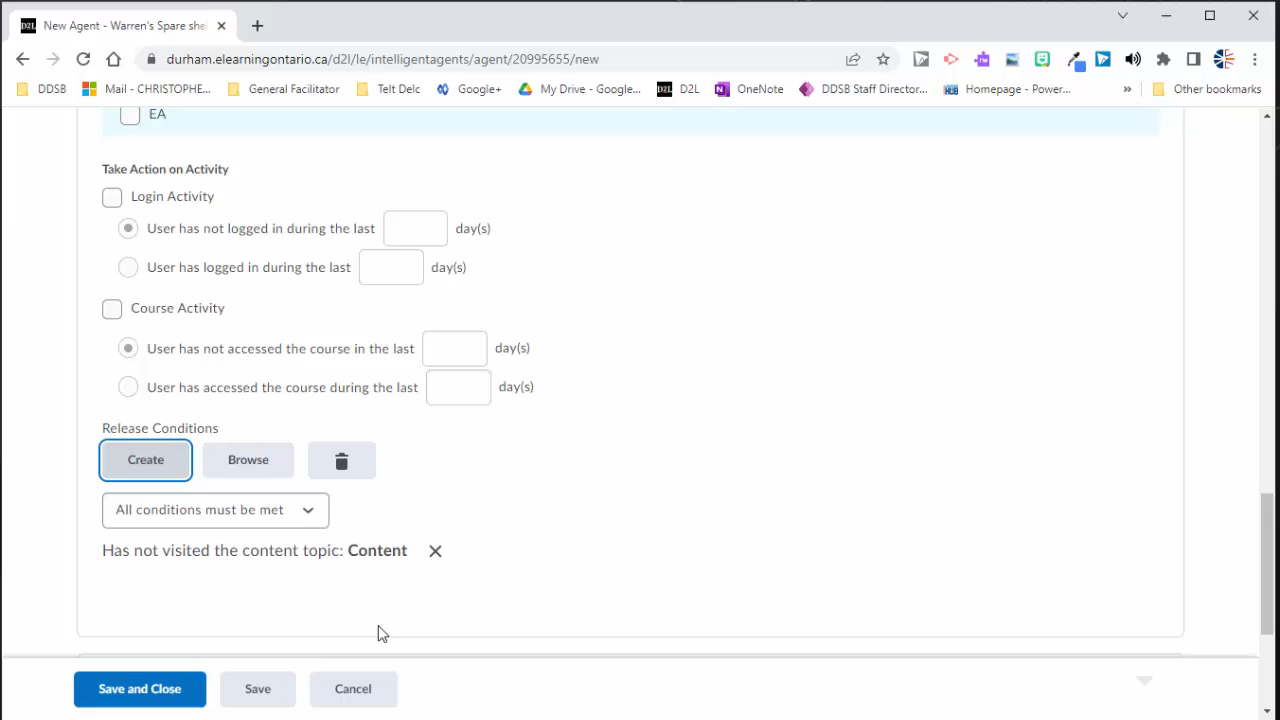 D2L New Agent - Warren's Spare she
durham.elearningontario.ca/d2l/le/intelligentagents/agent/20995655/new
DDSB Mail - CHRISTOPHE... General Facilitator Telt Delc Google+ My Drive - Google... D2L D2L OneNote DDSB Staff Director... HUB Homepage - Power... » Other bookmarks
EA
Take Action on Activity
Login Activity
User has not logged in during the last day(s)
User has logged in during the last day(s)
Course Activity
User has not accessed the course in the last day(s)
User has accessed the course during the last day(s)
Release Conditions
Create Browse
All conditions must be met
Has not visited the content topic: Content
Save and Close Save Cancel